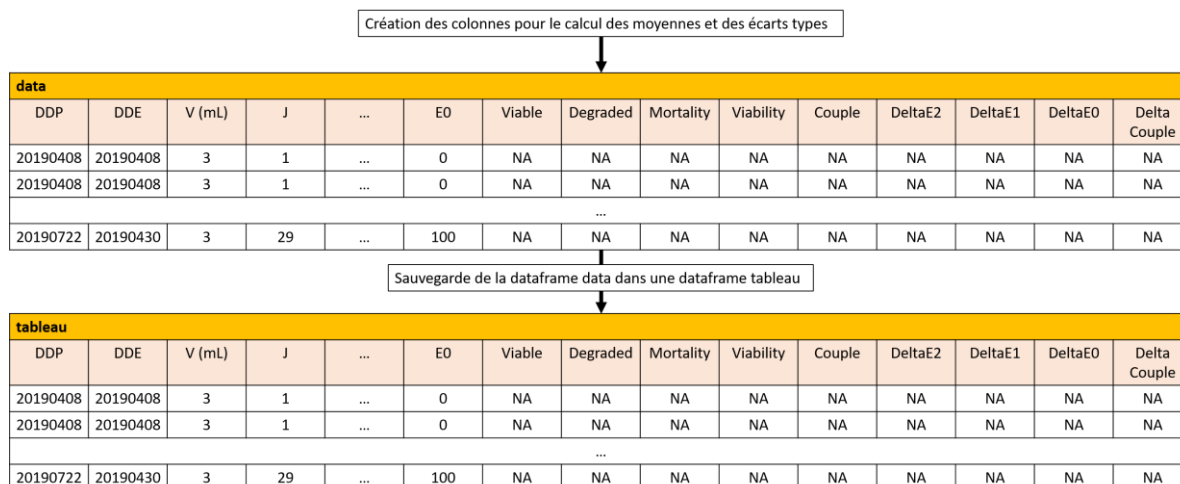 Création des colonnes pour le calcul des moyennes et des écarts types
data
DDP DDE V (mL) J ... E0 Viable Degraded Mortality Viability Couple DeltaE2 DeltaE1 DeltaE0 Delta
Couple
20190408 20190408 3 1 ... 0 NA NA NA NA NA NA NA NA NA
20190408 20190408 3 1 ... 0 NA NA NA NA NA NA NA NA NA
...
20190722 20190430 3 29 ... 100 NA NA NA NA NA NA NA NA NA
Sauvegarde de la dataframe data dans une dataframe tableau
tableau
DDP DDE V (mL) J ... E0 Viable Degraded Mortality Viability Couple DeltaE2 DeltaE1 DeltaE0 Delta
Couple
20190408 20190408 3 1 ... 0 NA NA NA NA NA NA NA NA NA
20190408 20190408 3 1 ... 0 NA NA NA NA NA NA NA NA NA
...
20190722 20190430 3 29 ... 100 NA NA NA NA NA NA NA NA NA